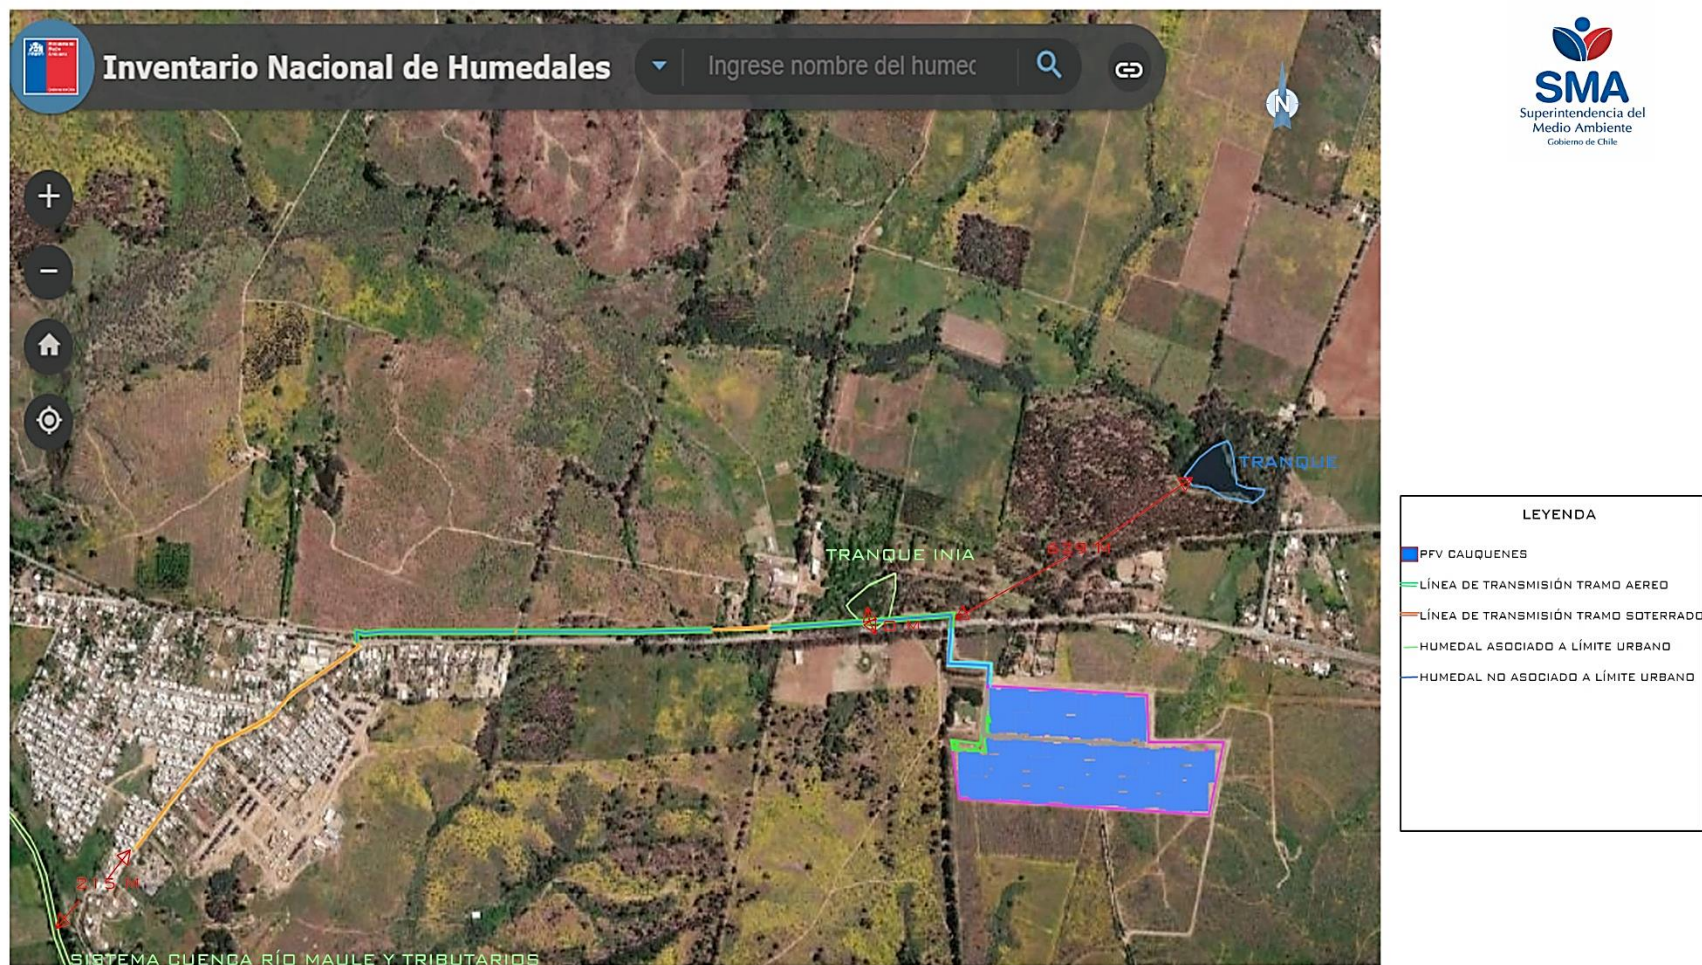 Inventario Nacional de Humedales
Ingrese nombre del humec
N
SMA
Superintendencia del
Medio Ambiente
Gobierno de Chile
TRANQUE
TRANQUE INIA
215 M
SISTEMA CUENCA RÍO MAULE Y TRIBUTARIOS
LEYENDA
PFV CAUQUENES
LÍNEA DE TRANSMISIÓN TRAMO AEREO
LÍNEA DE TRANSMISIÓN TRAMO SOTERRADO
HUMEDAL ASOCIADO A LÍMITE URBANO
HUMEDAL NO ASOCIADO A LÍMITE URBANO